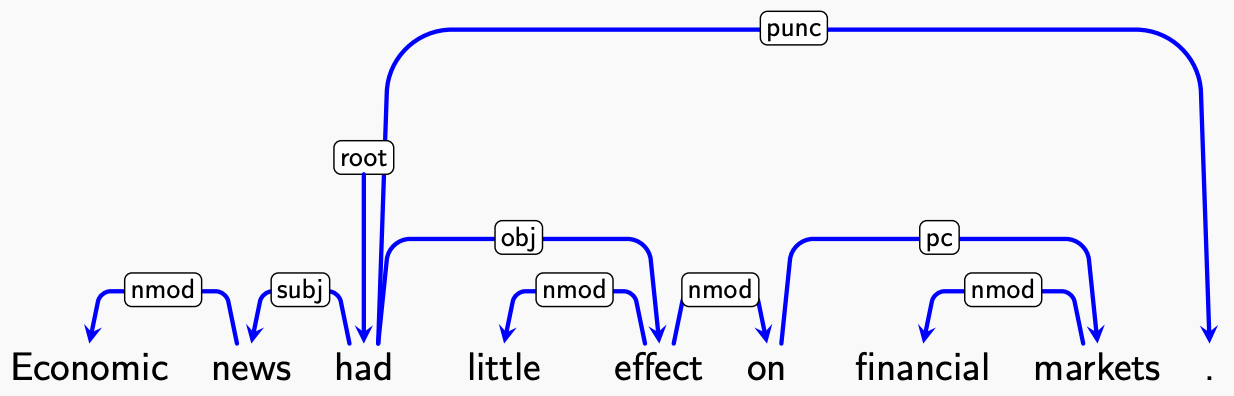 punc
root
obj pc
nmod subj nmod nmod nmod
Economic news had little effect on financial markets .